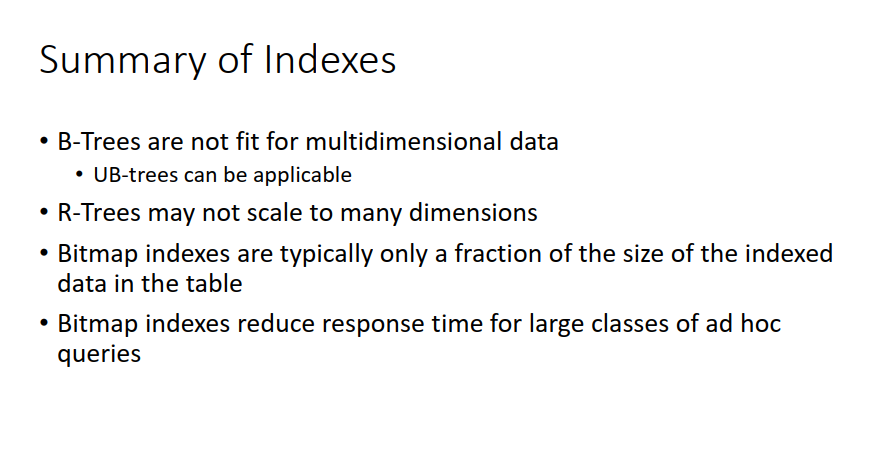 Summary of Indexes
• B-Trees are not fit for multidimensional data
• UB-trees can be applicable
• R-Trees may not scale to many dimensions
• Bitmap indexes are typically only a fraction of the size of the indexed
data in the table
• Bitmap indexes reduce response time for large classes of ad hoc
queries